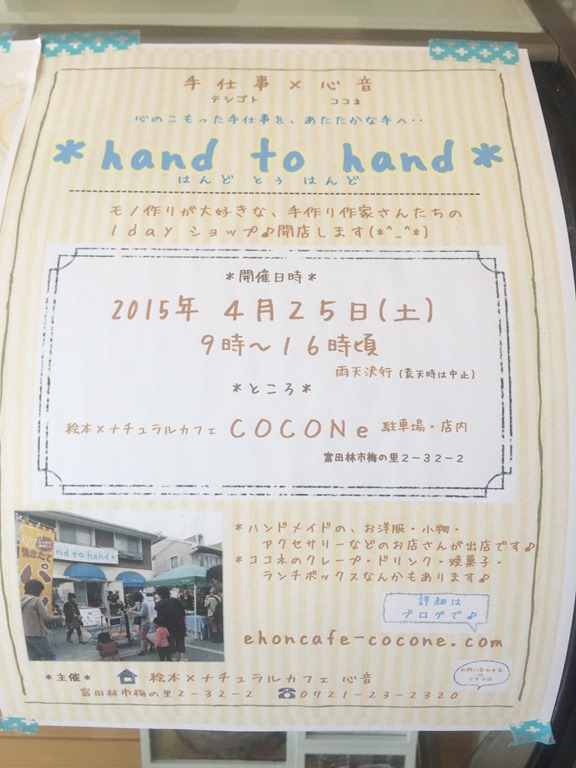 手仕事×心音
テシゴト ココネ
心のこもった手仕事を、あたたかな手へ・・
*hand to hand*
はんど とぅ はんど
モノ作りが大好きな、手作り作家さんたちの
1day ショップ♪開店します(*^_^*)
*開催日時*
2015年 4月25日(土)
9時~16時頃
雨天決行(荒天時は中止)
*ところ*
絵本×ナチュラルカフェ COCONe 駐車場・店内
富田林市梅の里2-32-2
*ハンドメイドの、お洋服・小物・
アクセサリーなどのお店さんが出店です♪
*ココネのクレープ・ドリンク・焼菓子・
ランチボックスなんかもあります♪
nd to hand*
焼きたて
詳細は
ブログで♪
ehoncafe-cocone.com
*主催* 絵本×ナチュラルカフェ 心音
富田林市梅の里2-32-2 ☎0721-23-2320